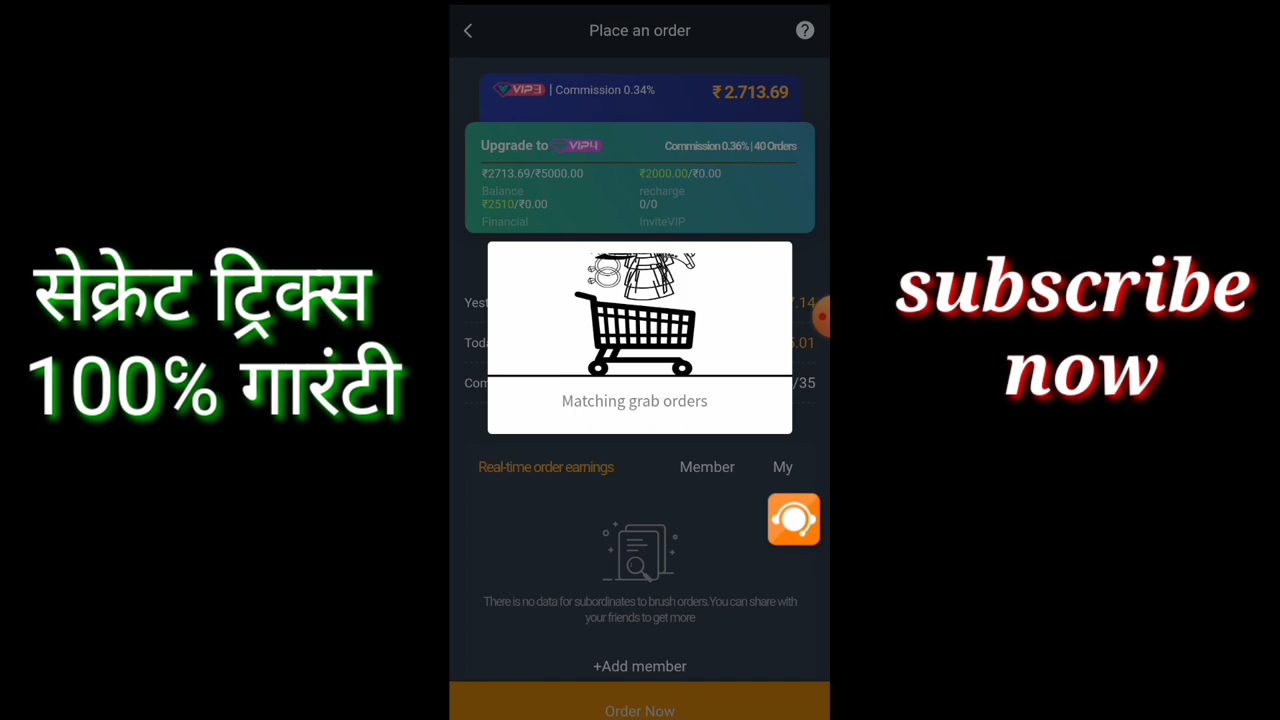 Place an order
VIP3 | Commission 0.34%
₹ 2.713.69
Upgrade to VIP4
Commission 0.36% | 40 Orders
₹2713.69/₹5000.00
₹2000.00/₹0.00
Balance
recharge
₹2510/₹0.00
0/0
Financial
InviteVIP
सेक्रेट ट्रिक्स
100℅ गारंटी
subscribe
now
.14
.01
/35
Matching grab orders
Real-time order earnings
Member
My
There is no data for subordinates to brush orders.You can share with
your friends to get more
+Add member
Order Now